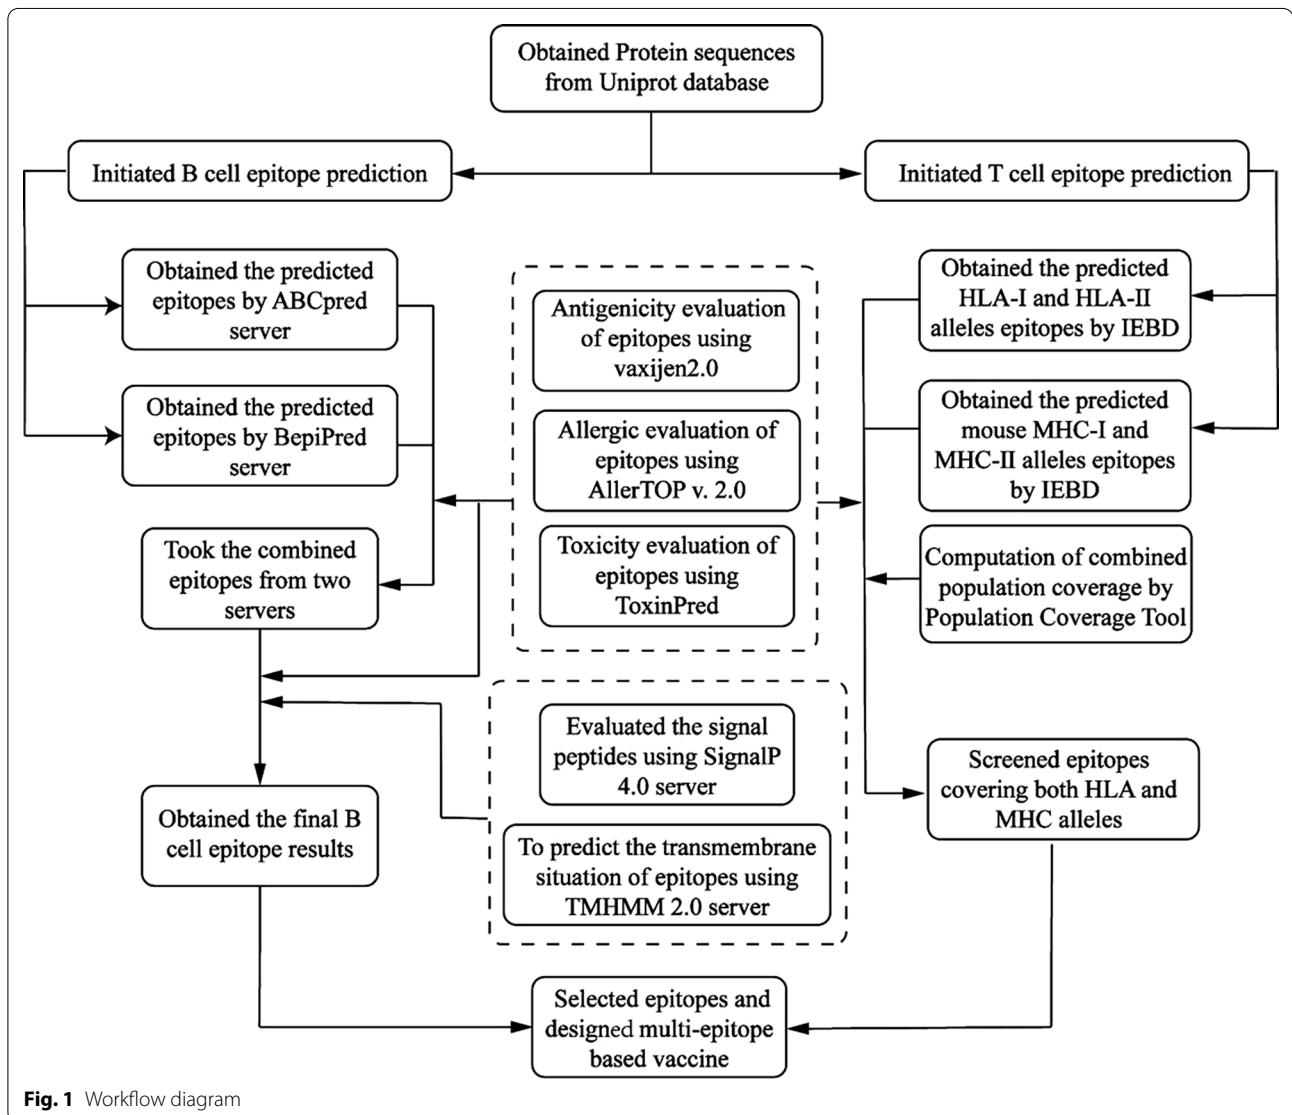 Obtained Protein sequences
from Uniprot database
Initiated B cell epitope prediction
Initiated T cell epitope prediction
Obtained the predicted
epitopes by ABCpred
server
Obtained the predicted
epitopes by BepiPred
server
Took the combined
epitopes from two
servers
Obtained the final B
cell epitope results
Antigenicity evaluation
of epitopes using
vaxijen2.0
Allergic evaluation of
epitopes using
AllerTOP v. 2.0
Toxicity evaluation of
epitopes using
ToxinPred
Evaluated the signal
peptides using SignalP
4.0 server
To predict the transmembrane
situation of epitopes using
TMHMM 2.0 server
Obtained the predicted
HLA-I and HLA-II
alleles epitopes by IEBD
Obtained the predicted
mouse MHC-I and
MHC-II alleles epitopes
by IEBD
Computation of combined
population coverage by
Population Coverage Tool
Screened epitopes
covering both HLA and
MHC alleles
Selected epitopes and
designed multi-epitope
based vaccine
Fig. 1 Workflow diagram